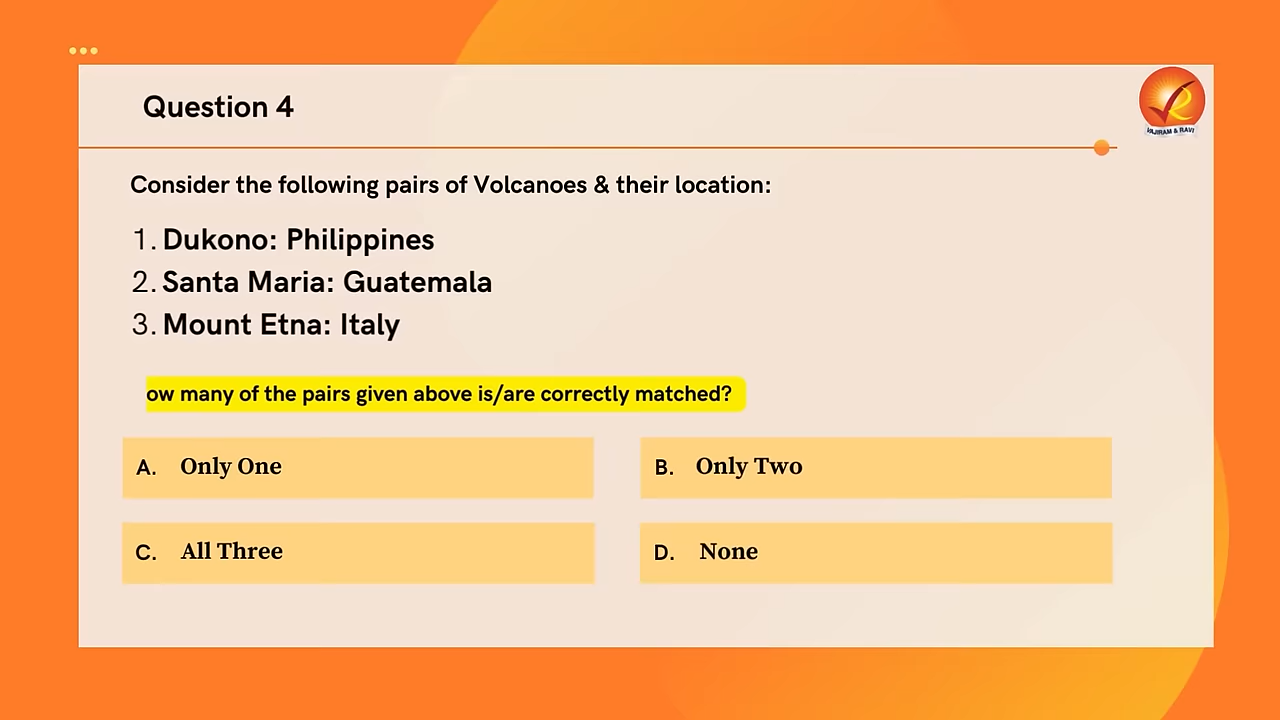 Question 4
VAJIRAM & RAVI
Consider the following pairs of Volcanoes & their location:
1. Dukono: Philippines
2. Santa Maria: Guatemala
3. Mount Etna: Italy
ow many of the pairs given above is/are correctly matched?
A. Only One
B. Only Two
C. All Three
D. None